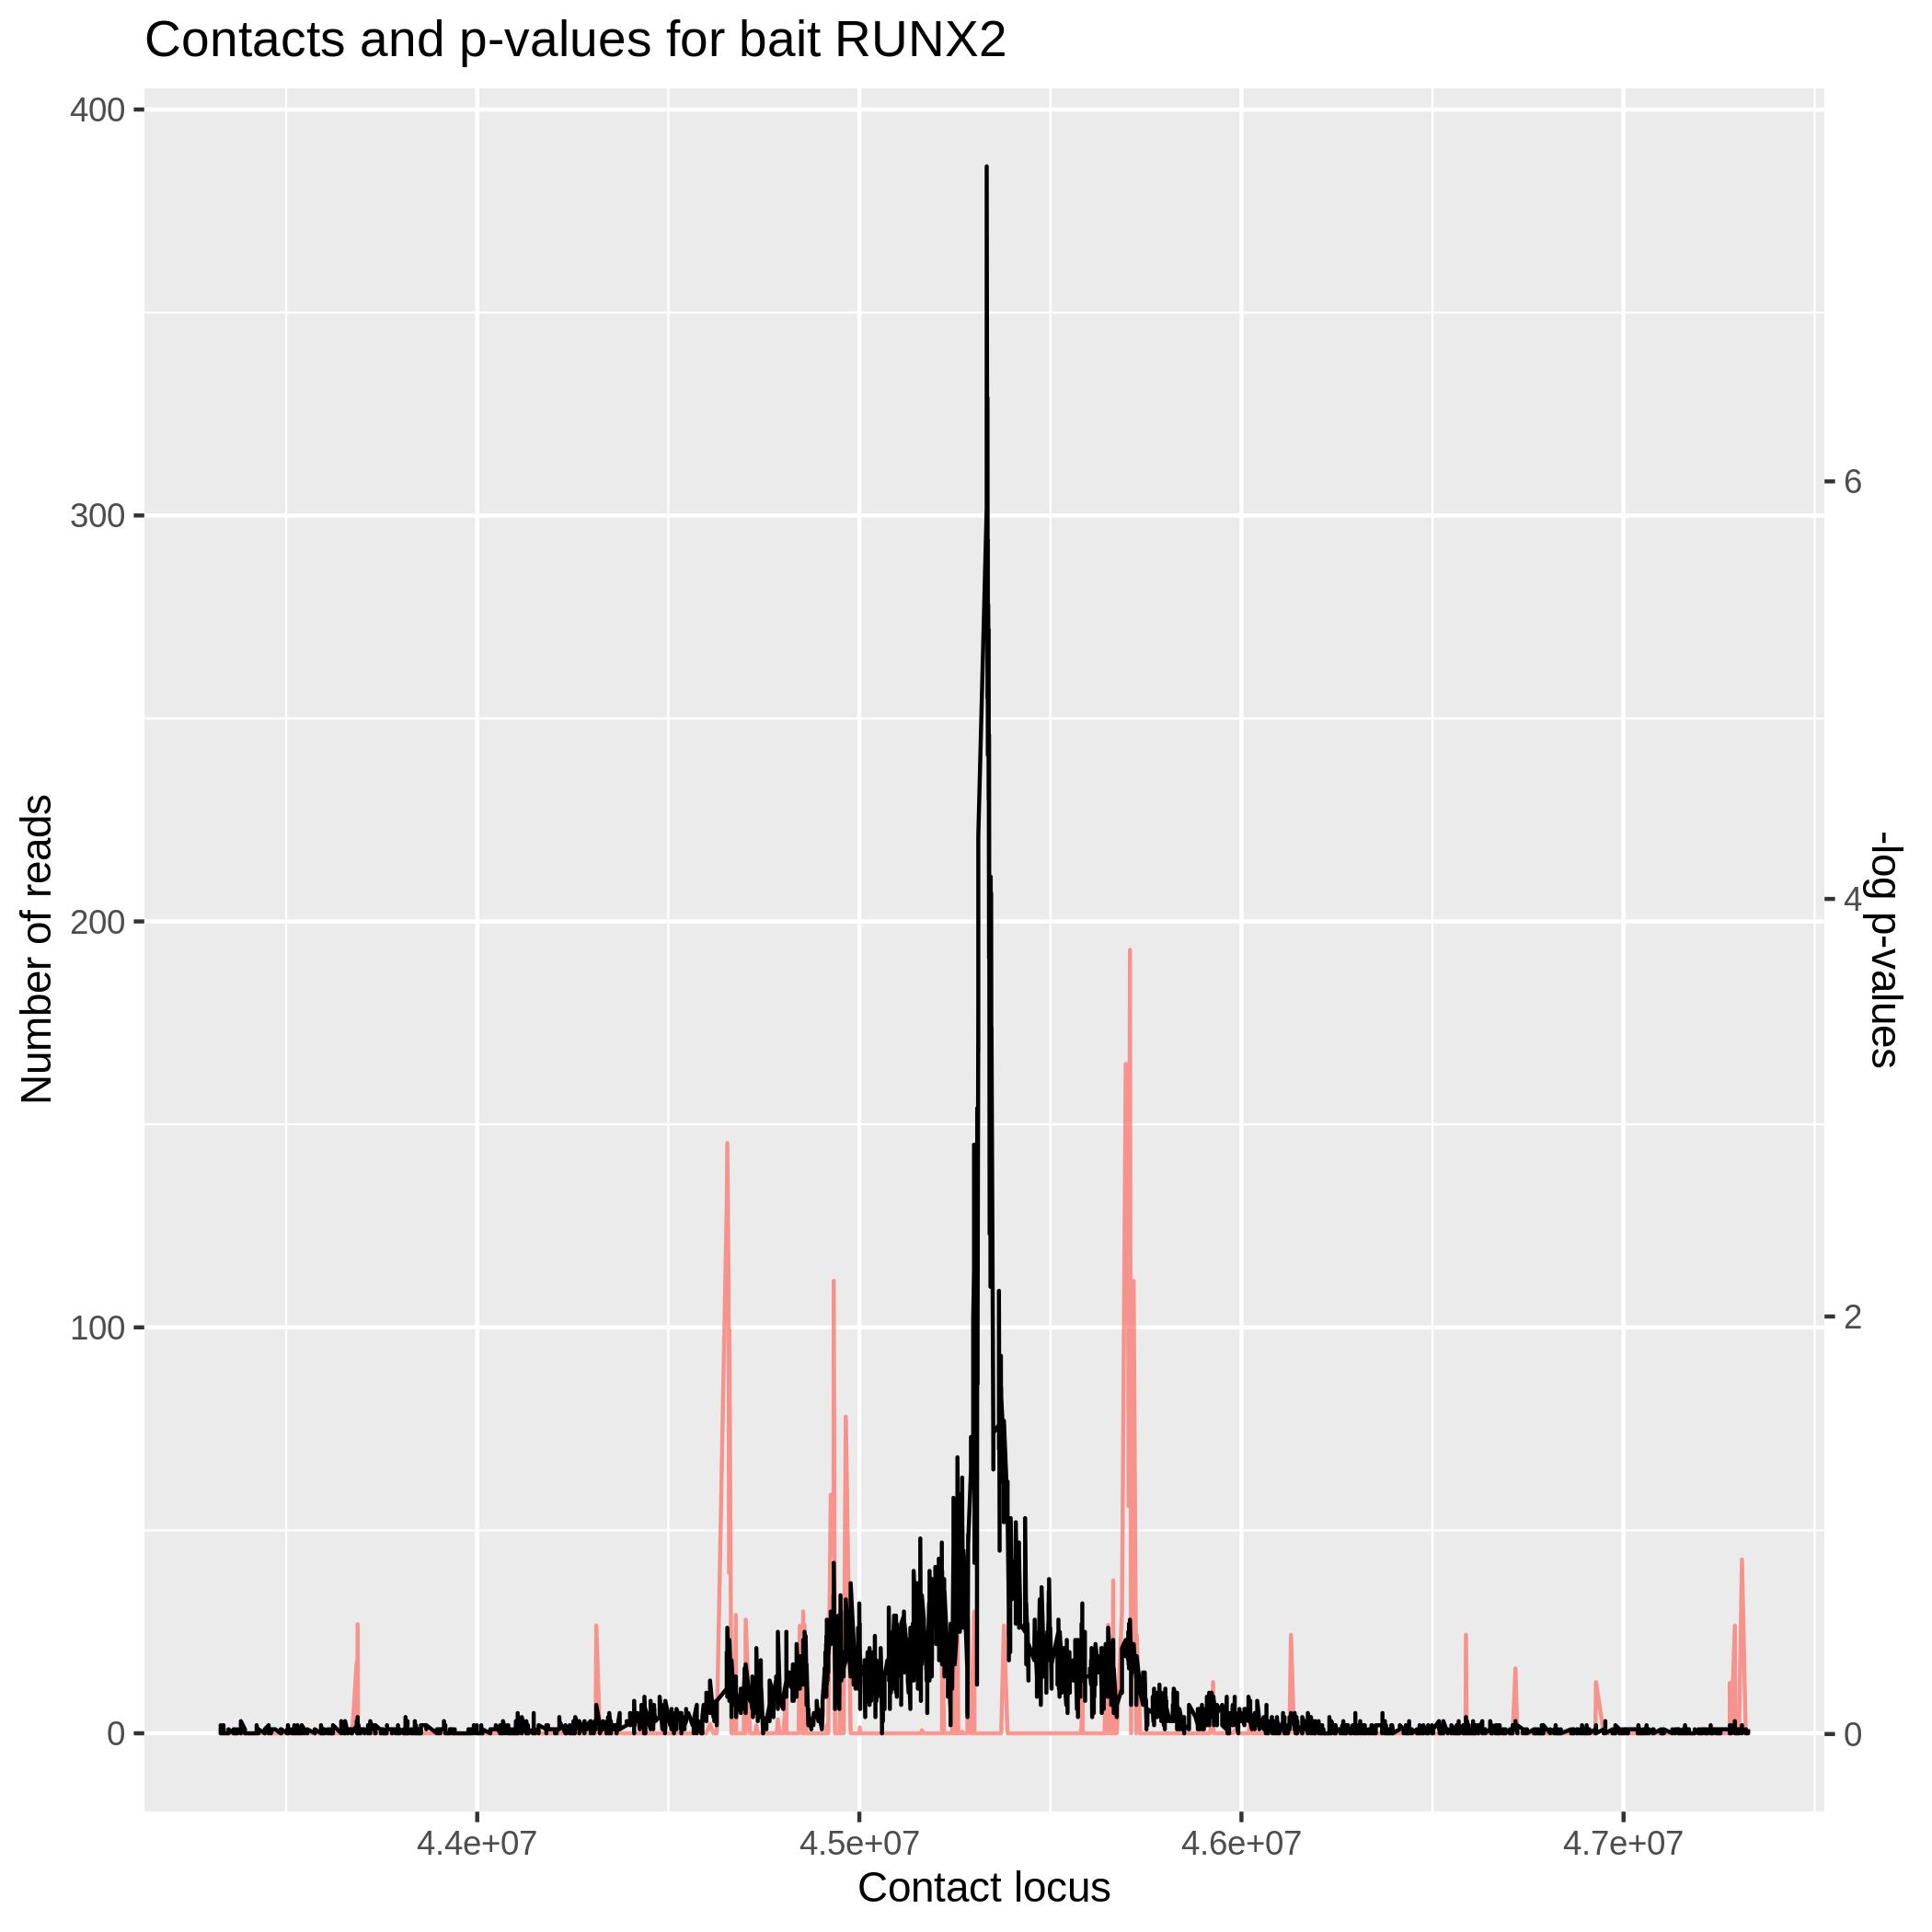 Contacts and p-values for bait RUNX2
400
300
200
100
0
Number of reads
6
4
2
0
-log p-values
4.4e+07
4.5e+07
4.6e+07
4.7e+07
Contact locus